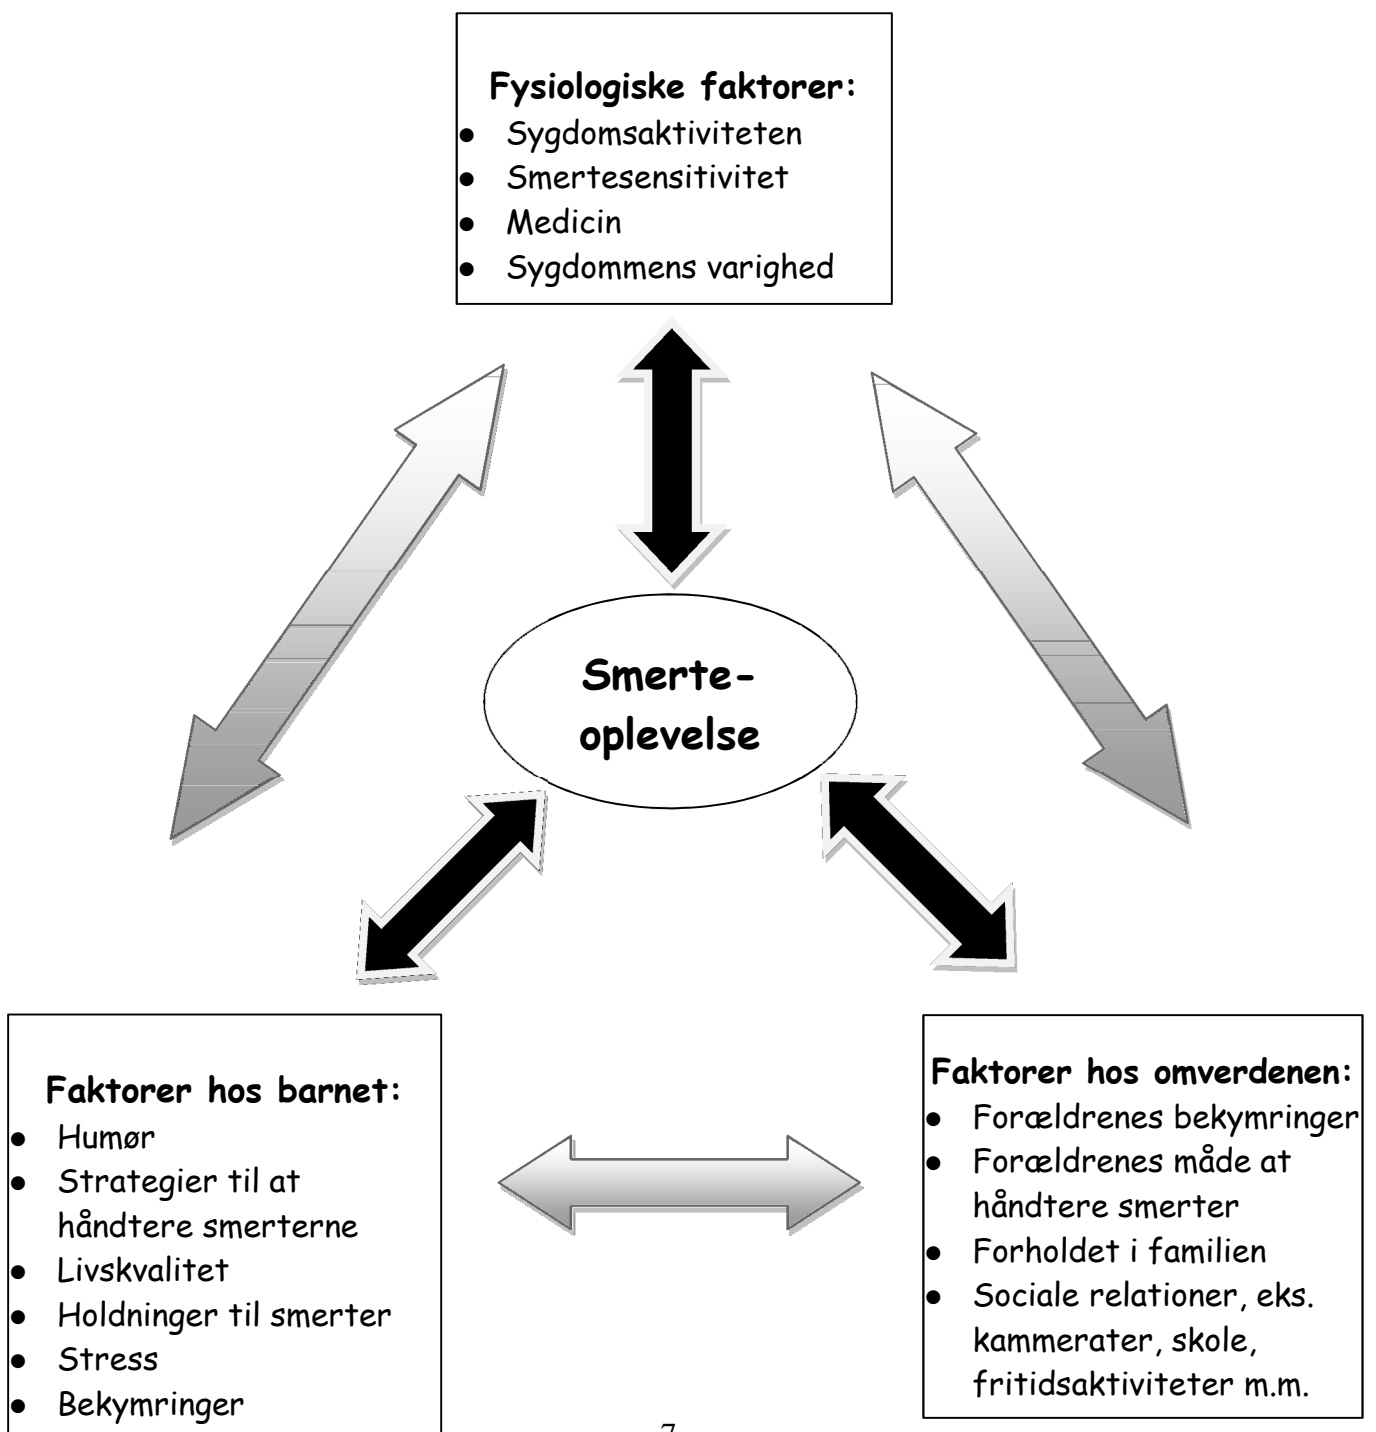 Fysiologiske faktorer:
● Sygdomsaktiviteten
● Smertesensitivitet
● Medicin
● Sygdommens varighed
Smerte-
oplevelse
Faktorer hos barnet:
● Humør
● Strategier til at
håndtere smerterne
● Livskvalitet
● Holdninger til smerter
● Stress
● Bekymringer
Faktorer hos omverdenen:
● Forældrenes bekymringer
● Forældrenes måde at
håndtere smerter
● Forholdet i familien
● Sociale relationer, eks.
kammerater, skole,
fritidsaktiviteter m.m.